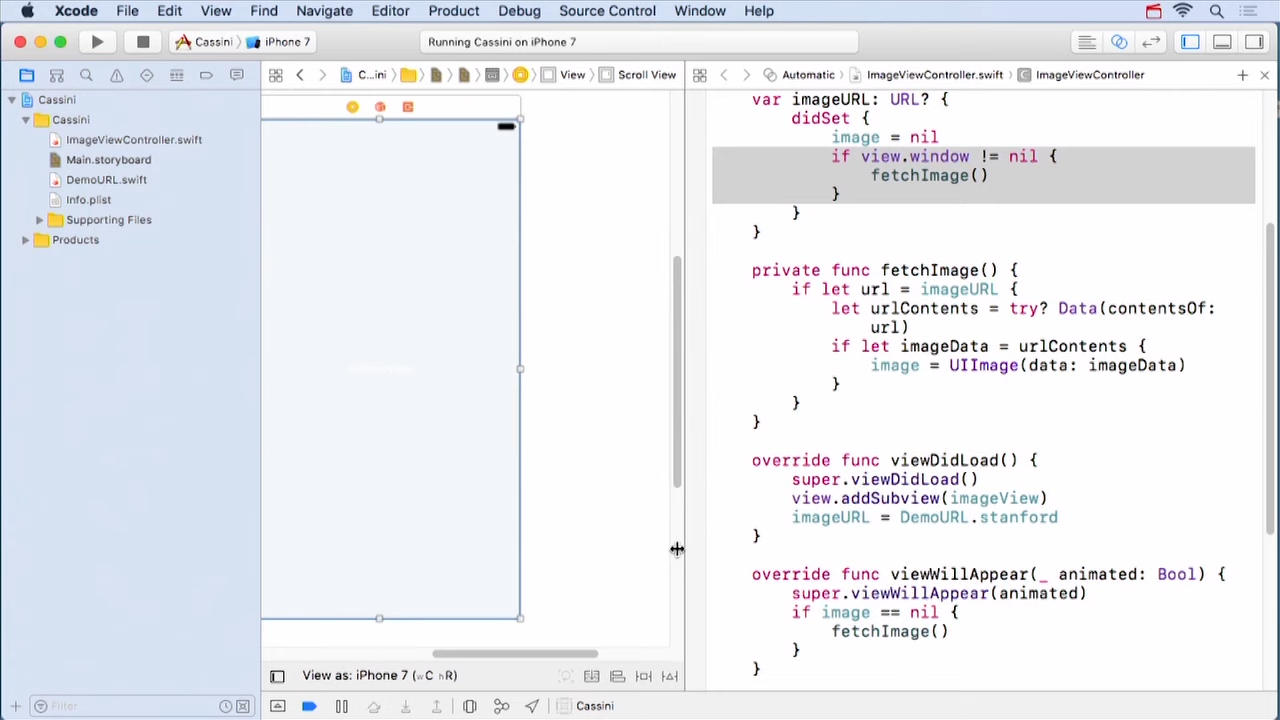 Xcode File Edit View Find Navigate Editor Product Debug Source Control Window Help
Cassini iPhone 7
Running Cassini on iPhone 7
C...ini View Scroll View
Automatic ImageViewController.swift ImageViewController
Cassini
Cassini
ImageViewController.swift
Main.storyboard
DemoURL.swift
Info.plist
Supporting Files
Products
var imageURL: URL? {
didSet {
image = nil
if view.window != nil {
fetchImage()
}
}
}
private func fetchImage() {
if let url = imageURL {
let urlContents = try? Data(contentsOf:
url)
if let imageData = urlContents {
image = UIImage(data: imageData)
}
}
}
override func viewDidLoad() {
super.viewDidLoad()
view.addSubview(imageView)
imageURL = DemoURL.stanford
}
override func viewWillAppear(_ animated: Bool) {
super.viewWillAppear(animated)
if image == nil {
fetchImage()
}
}
View as: iPhone 7 (wC hR)
Filter
Cassini